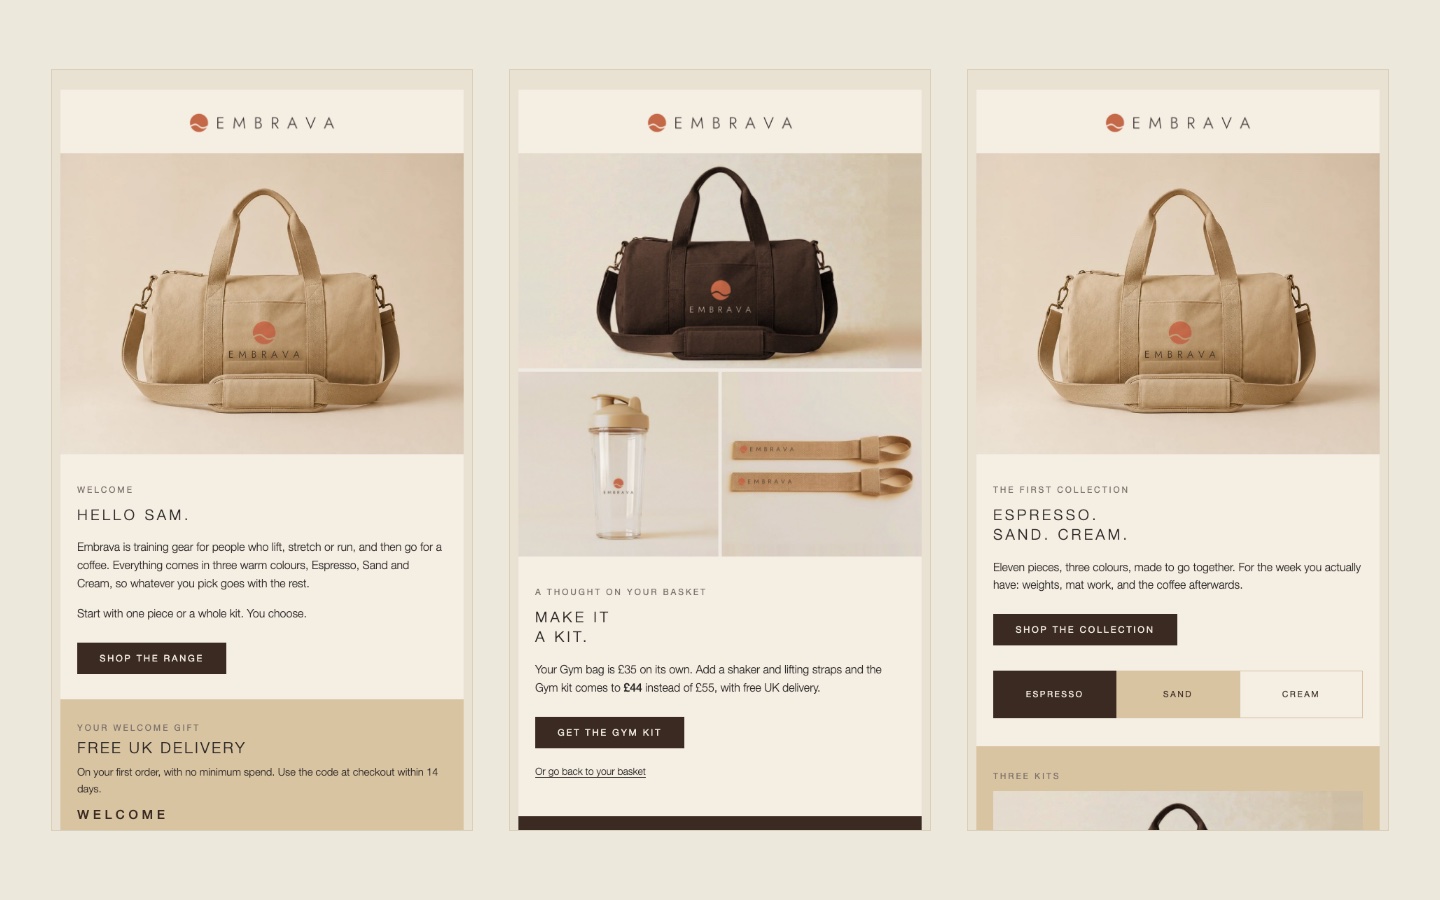 EMBRAVA
EMBRAVA
WELCOME
HELLO SAM.
Embrava is training gear for people who lift, stretch or run, and then go for a
coffee. Everything comes in three warm colours, Espresso, Sand and
Cream, so whatever you pick goes with the rest.
Start with one piece or a whole kit. You choose.
SHOP THE RANGE
YOUR WELCOME GIFT
FREE UK DELIVERY
On your first order, with no minimum spend. Use the code at checkout within 14
days.
WELCOME
EMBRAVA
EMBRAVA
EMBRAVA
EMBRAVA
EMBRAVA
A THOUGHT ON YOUR BASKET
MAKE IT
A KIT.
Your Gym bag is £35 on its own. Add a shaker and lifting straps and the
Gym kit comes to £44 instead of £55, with free UK delivery.
GET THE GYM KIT
Or go back to your basket
EMBRAVA
EMBRAVA
THE FIRST COLLECTION
ESPRESSO.
SAND. CREAM.
Eleven pieces, three colours, made to go together. For the week you actually
have: weights, mat work, and the coffee afterwards.
SHOP THE COLLECTION
ESPRESSO SAND CREAM
THREE KITS